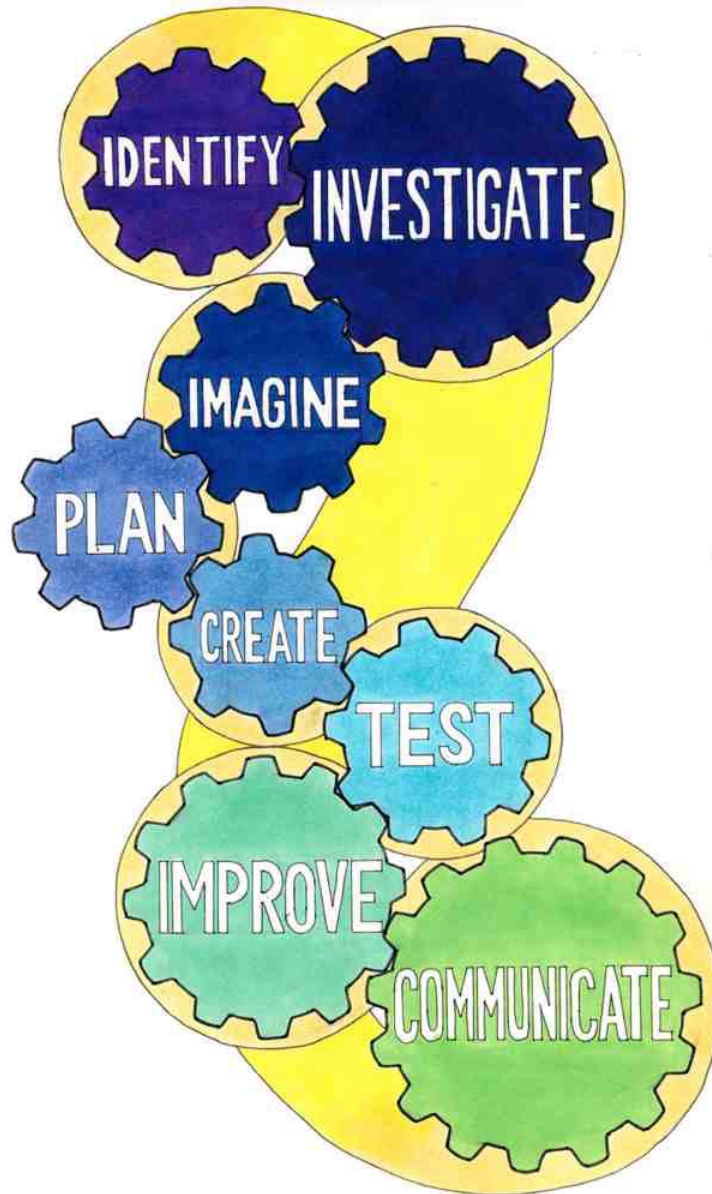 IDENTIFY
INVESTIGATE
IMAGINE
PLAN
CREATE
TEST
IMPROVE
COMMUNICATE